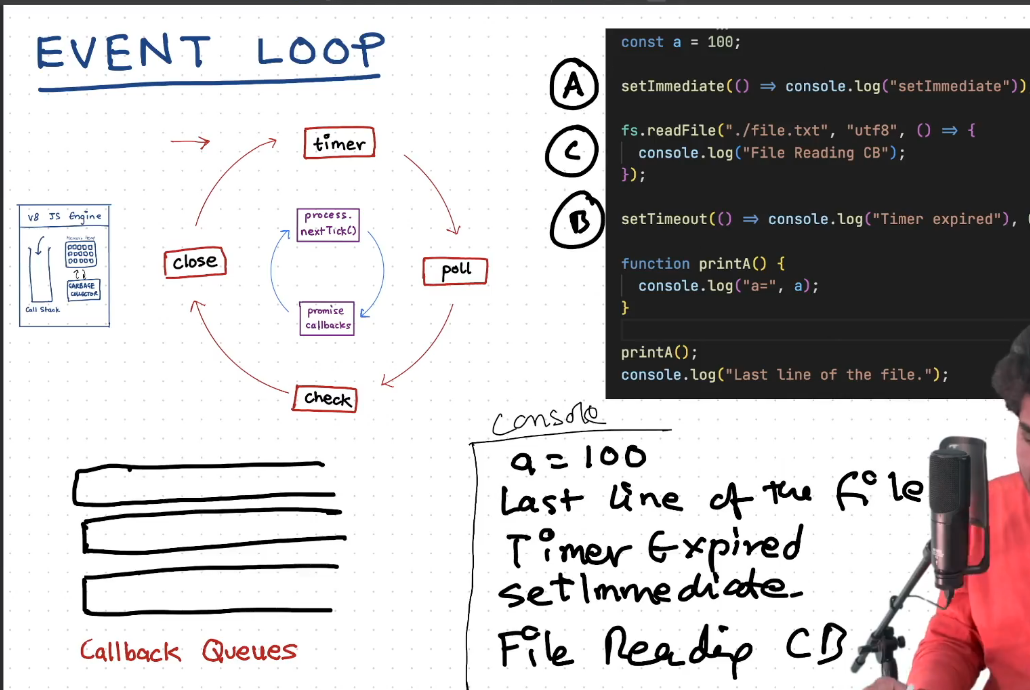 EVENT LOOP
timer
process.
nextTick()
close
poll
promise
callbacks
check
V8 JS Engine
Memory Heap
GARBAGE
COLLECTOR
Call Stack
Callback Queues
A
C
B
const a = 100;
setImmediate(() => console.log("setImmediate"))
fs.readFile("./file.txt", "utf8", () => {
console.log("File Reading CB");
});
setTimeout(() => console.log("Timer expired"),
function printA() {
console.log("a=", a);
}
printA();
console.log("Last line of the file.");
Console
a = 100
Last line of the file
Timer Expired
setImmediate
File Reading CB